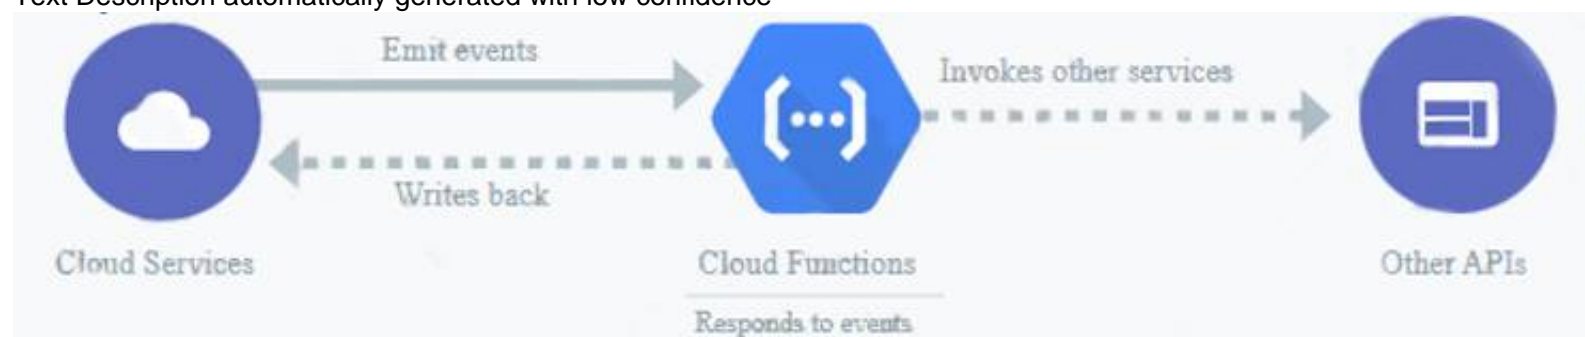 Text Description automatically generated with low confidence
Emit events
Invokes other services
Writes back
Cloud Services
Cloud Functions
Other APIs
Responds to events